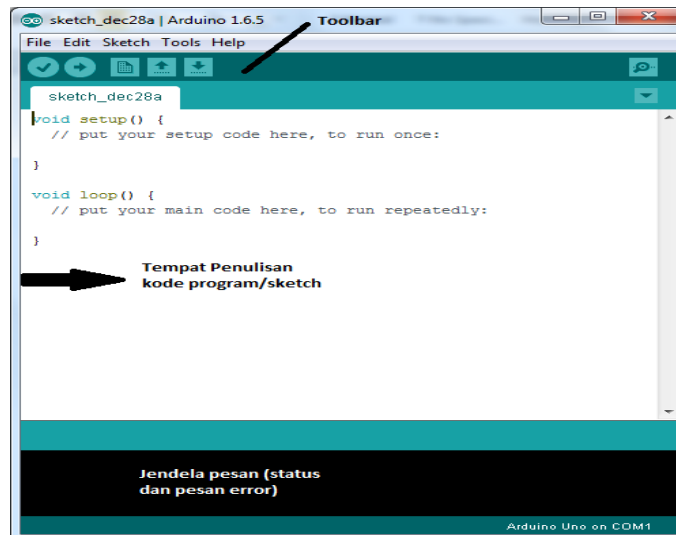 sketch_dec28a | Arduino 1.6.5
Toolbar
File Edit Sketch Tools Help
sketch_dec28a
void setup() {
// put your setup code here, to run once:
}
void loop() {
// put your main code here, to run repeatedly:
}
Tempat Penulisan
kode program/sketch
Jendela pesan (status
dan pesan error)
Arduino Uno on COM1